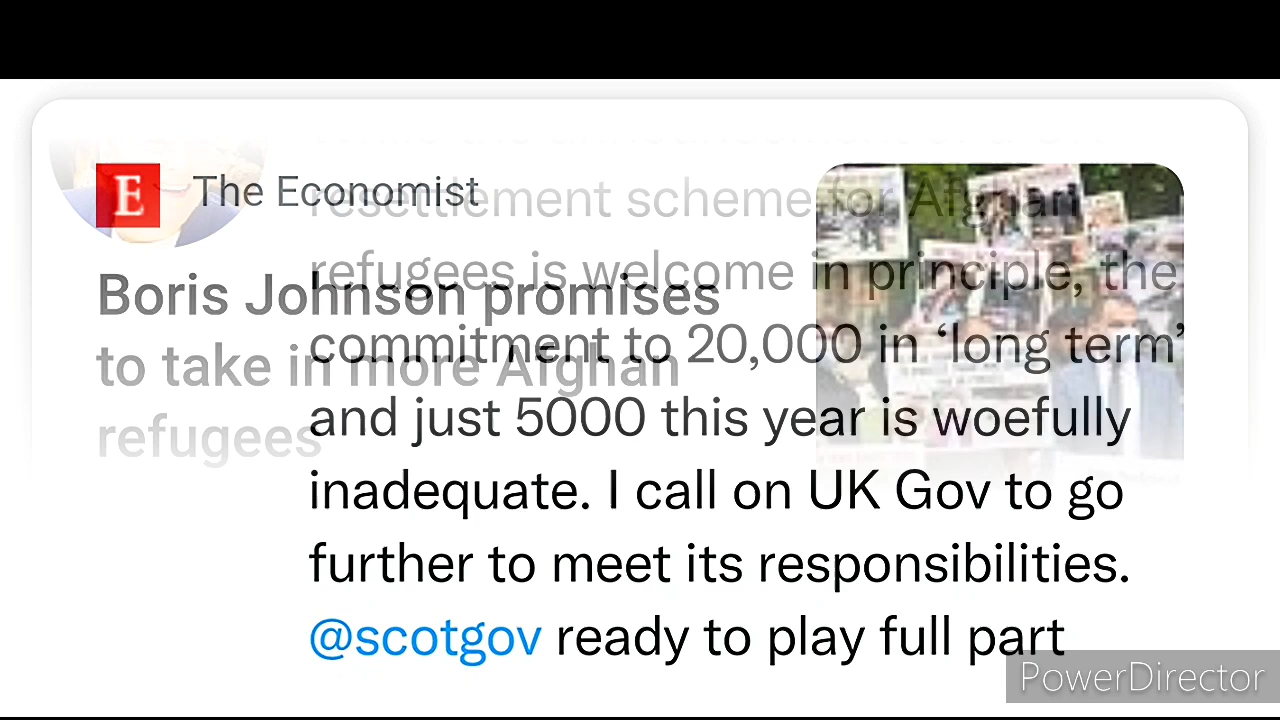 E The Economist
Boris Johnson promises
to take in more Afghan
refugees
resettlement scheme for Afghan
refugees is welcome in principle, the
commitment to 20,000 in ‘long term’
and just 5000 this year is woefully
inadequate. I call on UK Gov to go
further to meet its responsibilities.
@scotgov ready to play full part
PowerDirector